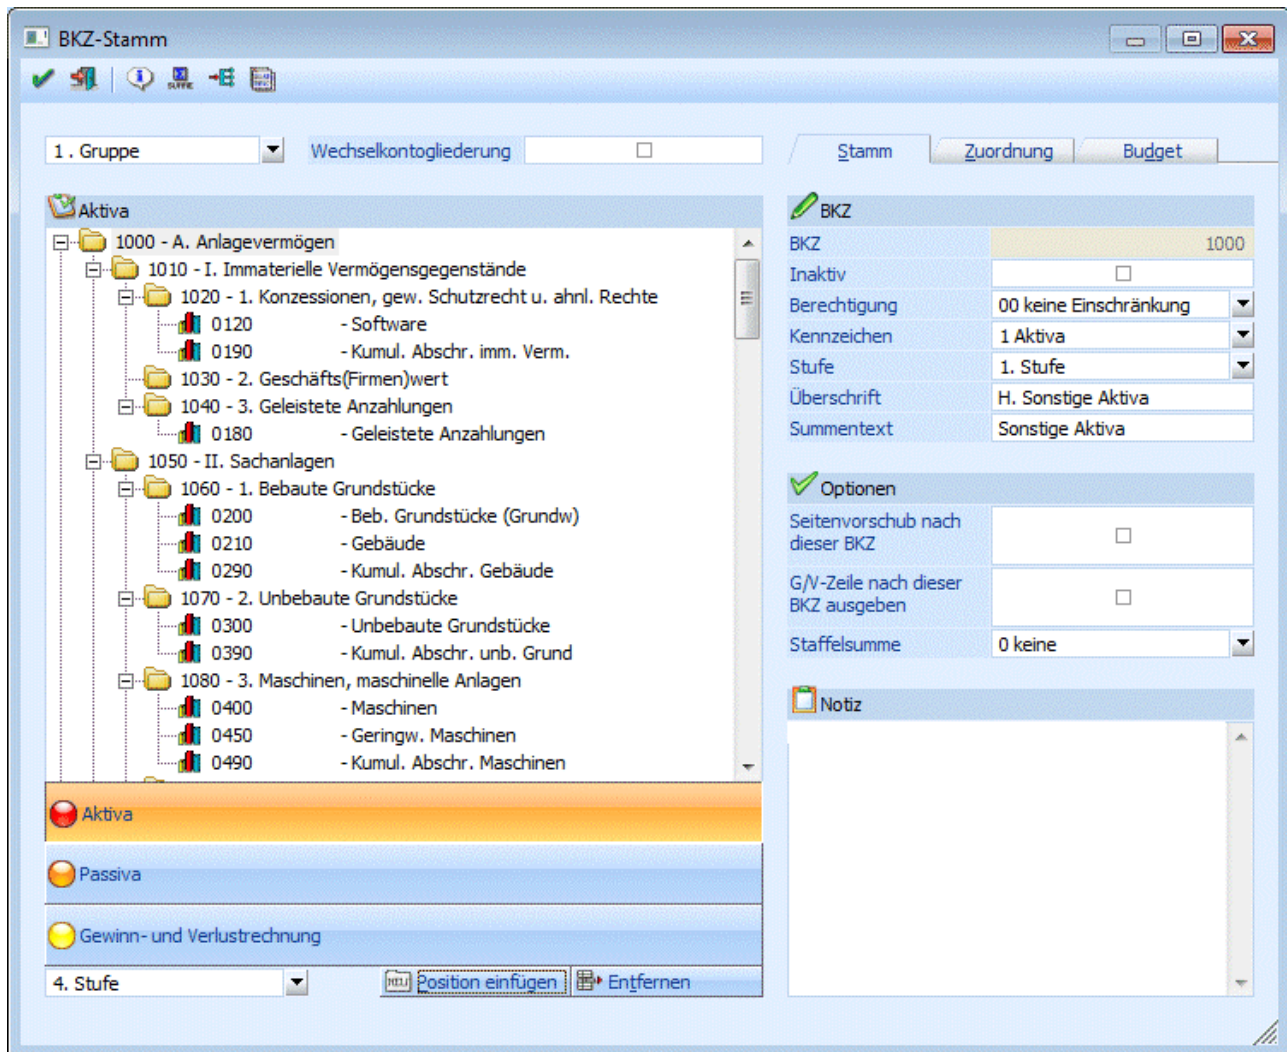 BKZ-Stamm
1 . Gruppe
Wechselkontogliederung
Stamm
Zuordnung
Budget
Aktiva
1000 - A. Anlagevermögen
1010 - I. Immaterielle Vermögensgegenstände
1020 - 1. Konzessionen, gew. Schutzrecht u. ahnl. Rechte
0120 - Software
0190 - Kumul. Abschr. imm. Verm.
1030 - 2. Geschäfts(Firmen)wert
1040 - 3. Geleistete Anzahlungen
0180 - Geleistete Anzahlungen
1050 - II. Sachanlagen
1060 - 1. Bebaute Grundstücke
0200 - Beb. Grundstücke (Grundw)
0210 - Gebäude
0290 - Kumul. Abschr. Gebäude
1070 - 2. Unbebaute Grundstücke
0300 - Unbebaute Grundstücke
0390 - Kumul. Abschr. unb. Grund
1080 - 3. Maschinen, maschinelle Anlagen
0400 - Maschinen
0450 - Geringw. Maschinen
0490 - Kumul. Abschr. Maschinen
Aktiva
Passiva
Gewinn- und Verlustrechnung
4. Stufe
Position einfügen
Entfernen
BKZ
BKZ 1000
Inaktiv
Berechtigung 00 keine Einschränkung
Kennzeichen 1 Aktiva
Stufe 1. Stufe
Überschrift H. Sonstige Aktiva
Summentext Sonstige Aktiva
Optionen
Seitenvorschub nach
dieser BKZ
G/V-Zeile nach dieser
BKZ ausgeben
Staffelsumme 0 keine
Notiz